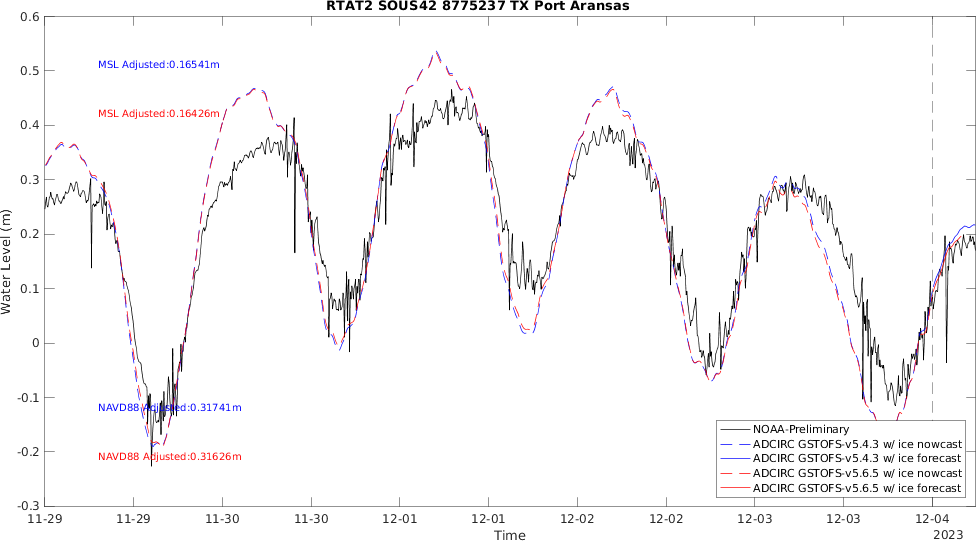 RTAT2 SOUS42 8775237 TX Port Aransas
0.6
0.5
0.4
0.3
0.2
0.1
0
-0.1
-0.2
-0.3
Water Level (m)
MSL Adjusted:0.16541m
MSL Adjusted:0.16426m
NAVD88 Adjusted:0.31741m
NAVD88 Adjusted:0.31626m
NOAA-Preliminary
ADCIRC GSTOFS-v5.4.3 w/ ice nowcast
ADCIRC GSTOFS-v5.4.3 w/ ice forecast
ADCIRC GSTOFS-v5.6.5 w/ ice nowcast
ADCIRC GSTOFS-v5.6.5 w/ ice forecast
11-29 11-29 11-30 11-30 12-01 12-01 12-02 12-02 12-03 12-03 12-04
Time
2023